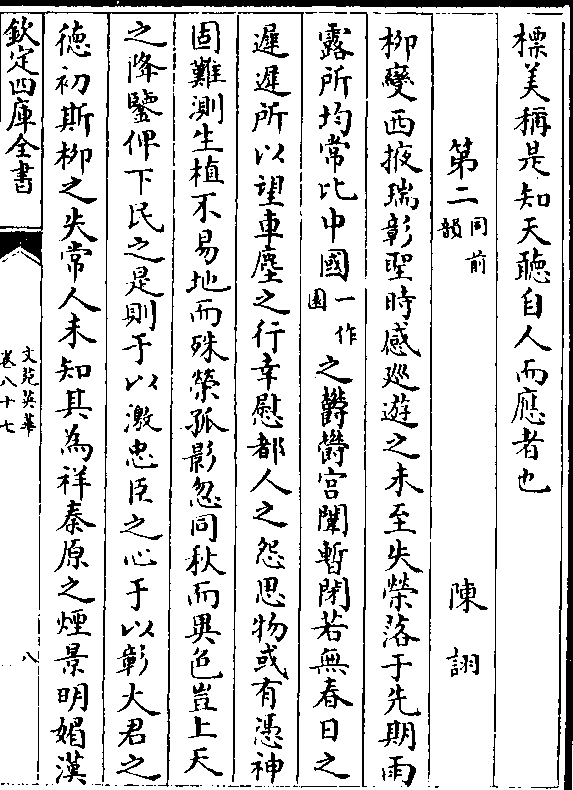 標美稱是知天聽自人而應者也
第二同前韻 陳詡
柳變西掖瑞彰聖時感廵遊之未至失榮落于先期雨
露所均常比中國一作園之欝欝宫闈暫閉若無春日之
遲遲所以望車塵之行幸慰都人之怨思物或有憑神
固難測生植不易地而殊榮孤影忽同秋而異色豈上天
之降鑒俾下民之是則于以激忠臣之心于以彰大君之
徳初斯柳之失常人未知其為祥秦原之煙景明媚漢
欽定四庫全書
文苑英華
卷八十七
八